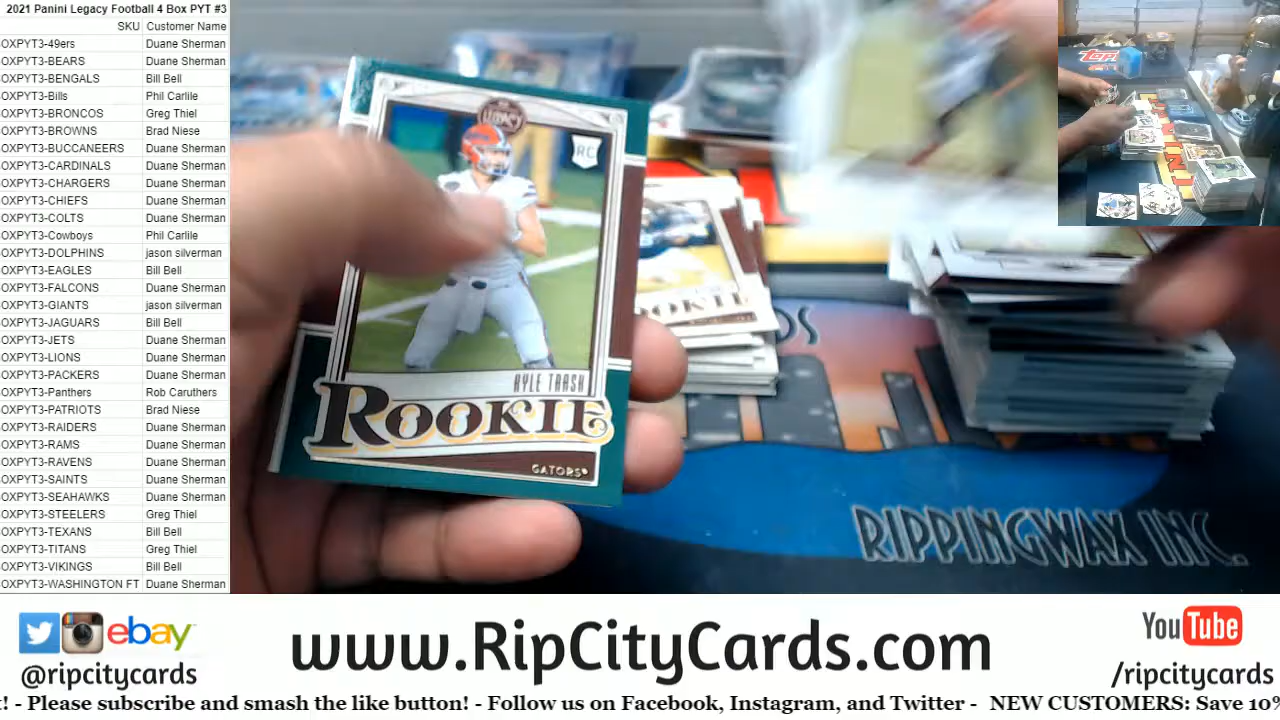 2021 Panini Legacy Football 4 Box PYT #3
SKU Customer Name
OXPYT3-49ers Duane Sherman
OXPYT3-BEARS Duane Sherman
OXPYT3-BENGALS Bill Bell
OXPYT3-Bills Phil Carlile
OXPYT3-BRONCOS Greg Thiel
OXPYT3-BROWNS Brad Niese
OXPYT3-BUCCANEERS Duane Sherman
OXPYT3-CARDINALS Duane Sherman
OXPYT3-CHARGERS Duane Sherman
OXPYT3-CHIEFS Duane Sherman
OXPYT3-COLTS Duane Sherman
OXPYT3-Cowboys Phil Carlile
OXPYT3-DOLPHINS jason silverman
OXPYT3-EAGLES Bill Bell
OXPYT3-FALCONS Duane Sherman
OXPYT3-GIANTS jason silverman
OXPYT3-JAGUARS Bill Bell
OXPYT3-JETS Duane Sherman
OXPYT3-LIONS Duane Sherman
OXPYT3-PACKERS Duane Sherman
OXPYT3-Panthers Rob Caruthers
OXPYT3-PATRIOTS Brad Niese
OXPYT3-RAIDERS Duane Sherman
OXPYT3-RAMS Duane Sherman
OXPYT3-RAVENS Duane Sherman
OXPYT3-SAINTS Duane Sherman
OXPYT3-SEAHAWKS Duane Sherman
OXPYT3-STEELERS Greg Thiel
OXPYT3-TEXANS Bill Bell
OXPYT3-TITANS Greg Thiel
OXPYT3-VIKINGS Bill Bell
OXPYT3-WASHINGTON FT Duane Sherman
LEGACY
RC
KYLE TRASK
ROOKIE
GATORS
ROOKIE
RIPPINGWAX INC.
Topps
ebay
@ripcitycards
www.RipCityCards.com
YouTube
/ripcitycards
! - Please subscribe and smash the like button! - Follow us on Facebook, Instagram, and Twitter - NEW CUSTOMERS: Save 10%